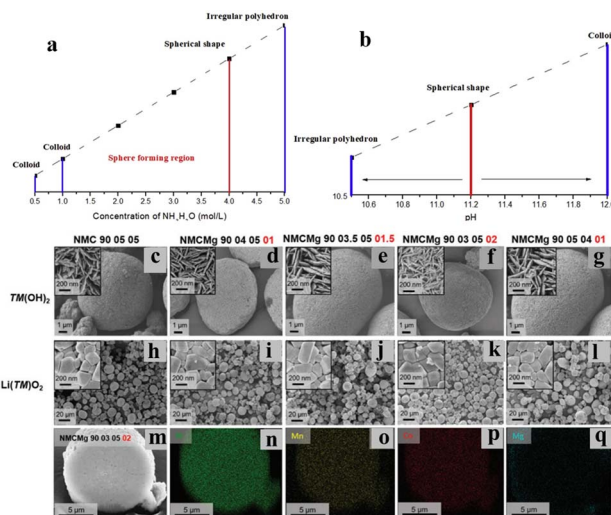 a
Irregular polyhedron
Spherical shape
Colloid
Colloid
Sphere forming region
0.5 1.0 1.5 2.0 2.5 3.0 3.5 4.0 4.5 5.0
Concentration of NH3H2O (mol/L)
b
Colloid
Spherical shape
Irregular polyhedron
10.5
10.6 10.8 11.0 11.2 11.4 11.6 11.8
pH
NMC 90 05 05
NMCMg 90 04 05 01
NMCMg 90 03.5 05 01.5
NMCMg 90 03 05 02
NMCMg 90 05 04 01
TM(OH)2
c
200 nm
1 µm
d
200 nm
1 µm
e
200 nm
1 µm
f
200 nm
1 µm
g
200 nm
1 µm
Li(TM)O2
h
200 nm
20 µm
i
200 nm
20 µm
j
200 nm
20 µm
k
200 nm
20 µm
l
200 nm
20 µm
NMCMg 90 03 05 02
m
5 µm
n
5 µm
Mn
o
5 µm
p
5 µm
Mg
q
5 µm